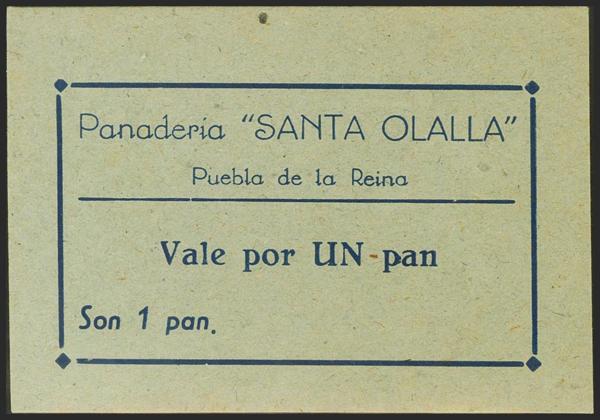 Panadería "SANTA OLALLA"
Puebla de la Reina
Vale por UN pan
Son 1 pan.